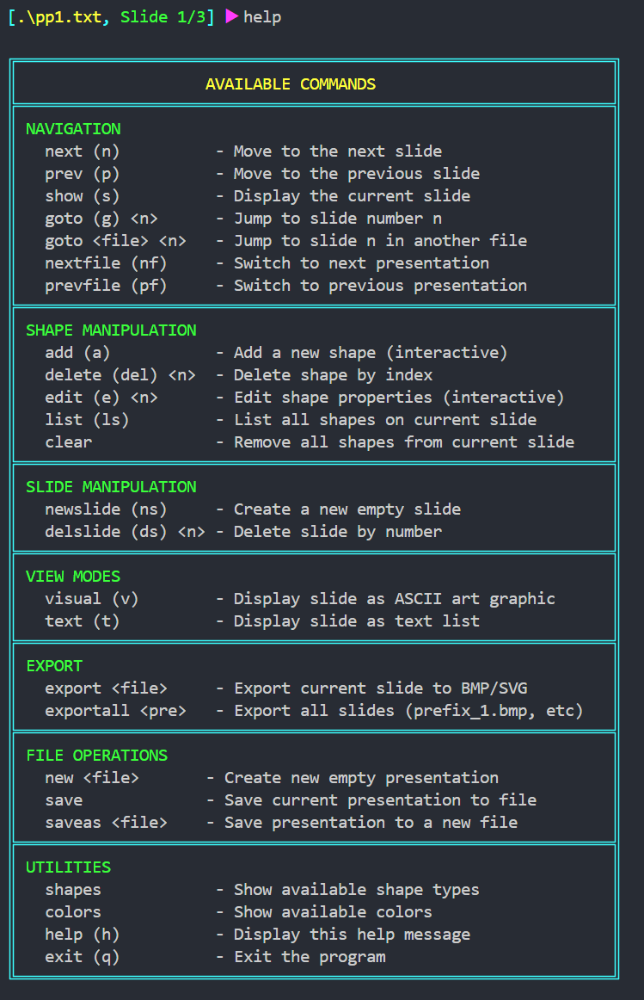 [.\pp1.txt, Slide 1/3] ▶ help
AVAILABLE COMMANDS
NAVIGATION
next (n) - Move to the next slide
prev (p) - Move to the previous slide
show (s) - Display the current slide
goto (g) <n> - Jump to slide number n
goto <file> <n> - Jump to slide n in another file
nextfile (nf) - Switch to next presentation
prevfile (pf) - Switch to previous presentation
SHAPE MANIPULATION
add (a) - Add a new shape (interactive)
delete (del) <n> - Delete shape by index
edit (e) <n> - Edit shape properties (interactive)
list (ls) - List all shapes on current slide
clear - Remove all shapes from current slide
SLIDE MANIPULATION
newslide (ns) - Create a new empty slide
delslide (ds) <n> - Delete slide by number
VIEW MODES
visual (v) - Display slide as ASCII art graphic
text (t) - Display slide as text list
EXPORT
export <file> - Export current slide to BMP/SVG
exportall <pre> - Export all slides (prefix_1.bmp, etc)
FILE OPERATIONS
new <file> - Create new empty presentation
save - Save current presentation to file
saveas <file> - Save presentation to a new file
UTILITIES
shapes - Show available shape types
colors - Show available colors
help (h) - Display this help message
exit (q) - Exit the program